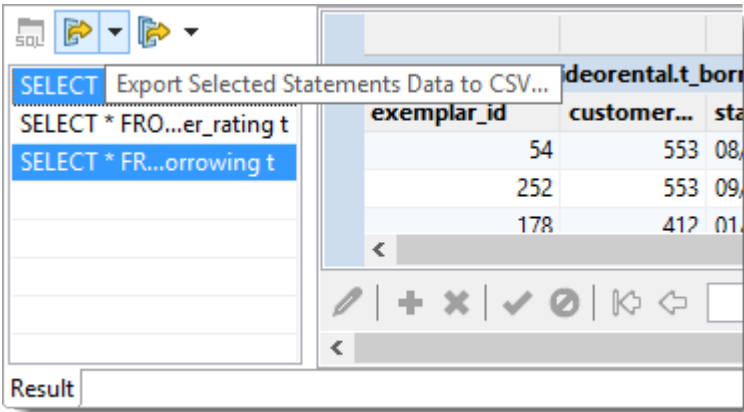 SQL
Export Selected Statements Data to CSV...
SELECT
ideorental.t_borr
exemplar_id customer... sta
SELECT * FRO...er_rating t
54 553 08/
SELECT * FR...orrowing t
252 553 09/
178 412 01/
Result